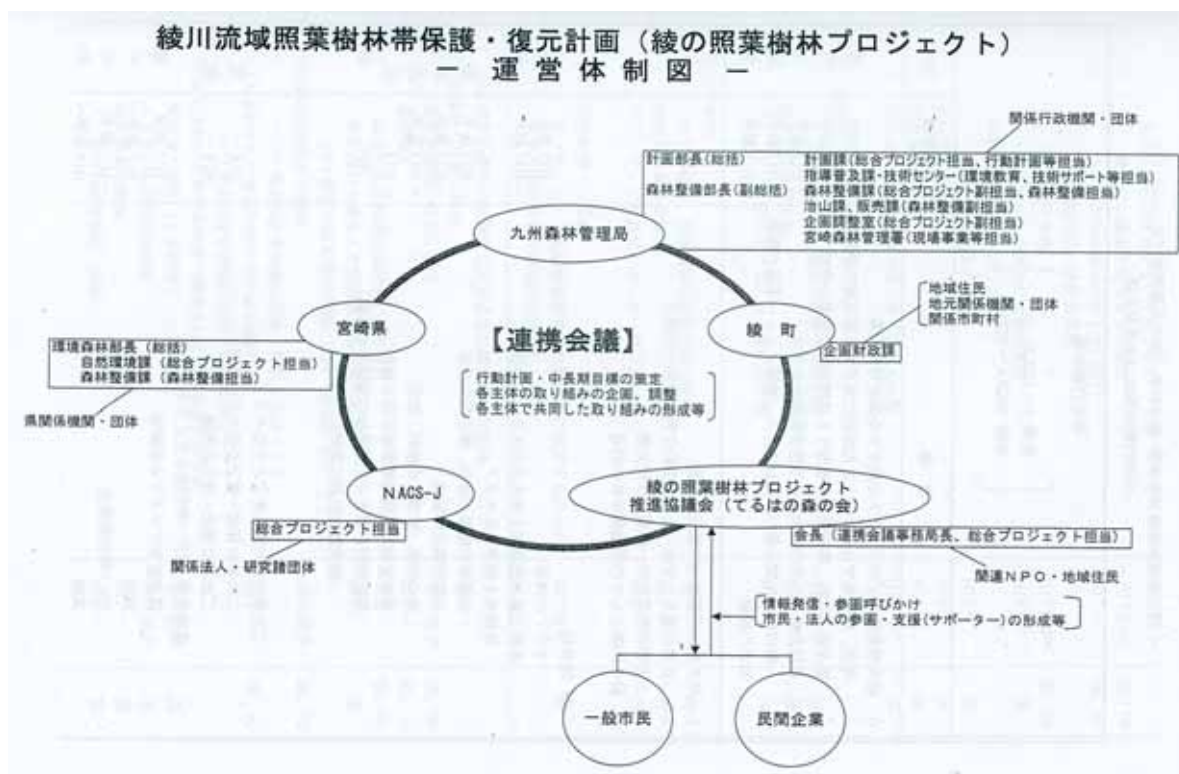 綾川流域照葉樹林帯保護・復元計画(綾の照葉樹林プロジェクト)
― 運営体制図 ―
関係行政機関・団体
計画部長(総括) 計画課(総合プロジェクト担当、行動計画等担当)
指導普及課・技術センター(環境教育、技術サポート等担当)
森林整備部長(副総括) 森林整備課(総合プロジェクト副担当、森林整備担当)
治山課、販売課(森林整備副担当)
企画調整室(総合プロジェクト副担当)
宮崎森林管理署(現場事業等担当)
九州森林管理局
地域住民
地元関係機関・団体
関係市町村
宮崎県
綾 町
企画財政課
【連携会議】
環境森林部長(総括)
自然環境課(総合プロジェクト担当)
森林整備課(森林整備担当)
県関係機関・団体
行動計画・中長期目標の策定
各主体の取り組みの企画、調整
各主体で共同した取り組みの形成等
NACS-J
綾の照葉樹林プロジェクト
推進協議会(てるはの森の会)
総合プロジェクト担当
会長(連携会議事務局長、総合プロジェクト担当)
関係法人・研究諸団体
関連NPO・地域住民
情報発信・参画呼びかけ
市民・法人の参画・支援(サポーター)の形成等
一般市民
民間企業